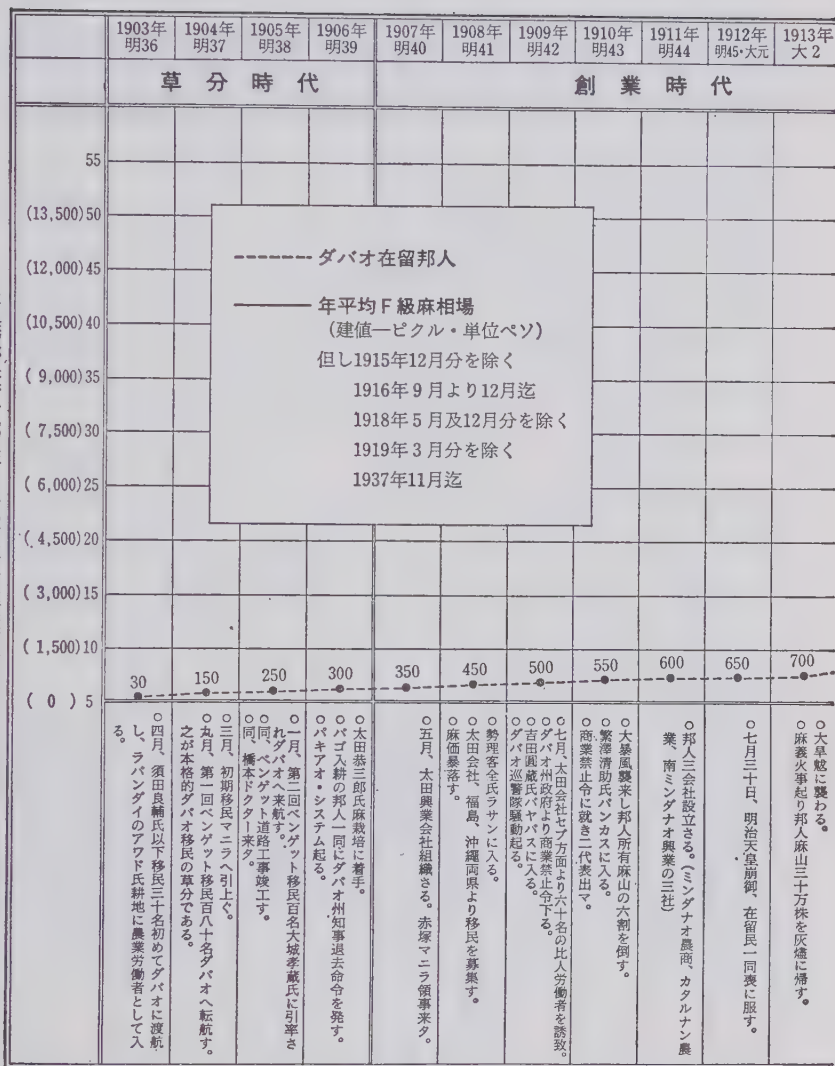 1903年 1904年 1905年 1906年 1907年 1908年 1909年 1910年 1911年 1912年 1913年
明36 明37 明38 明39 明40 明41 明42 明43 明44 明45・大元 大2
草分時代 創業時代
55
(13,500)50
(12,000)45
(10,500)40
( 9,000)35
( 7,500)30
( 6,000)25
( 4,500)20
( 3,000)15
( 1,500)10
( 0 ) 5
ダバオ在留邦人
年平均F級麻相場
(建値一ピクル・単位ペソ)
但し1915年12月分を除く
1916年9月より12月迄
1918年5月及12月分を除く
1919年3月分を除く
1937年11月迄
30 150 250 300 350 450 500 550 600 650 700
○四月、須田良輔氏以下移民三十名初めてダバオに渡航
し、ラパンダイのアワド氏耕地に農業労働者として入
る。
○三月、初期移民マニラへ引上ぐ。
○九月、第一回ベンゲット移民百八十名ダバオへ転航す。
之が本格的ダバオ移民の草分である。
○一月、第二回ベンゲット移民百名大城孝蔵氏に引率さ
れダバオへ来航す。
○同、ベンゲット道路工事竣工す。
○同、橋本ドクター来タ。
○太田恭三郎氏麻栽培に着手。
○バゴ入耕の邦人一同にダバオ州知事退去命令を発す。
○パキアオ・システム起る。
○五月、太田興業会社組織さる。赤塚マニラ領事来タ。
○勢理客全氏ラサンに入る。
○太田会社、福島、沖縄両県より移民を募集す。
○麻価暴落す。
○七月、太田会社セブ方面より六十名の比人労働者を誘致。
○ダバオ州政府より商業禁止令下る。
○吉田圓蔵氏バヤバスに入る。
○ダバオ巡警隊騒動起る。
○大暴風襲来し邦人所有麻山の六割を倒す。
○繁澤清助氏バンカスに入る。
○商業禁止令に就き二代表出マ。
○邦人三会社設立さる。(ミンダナオ農商、カタルナン農
業、南ミンダナオ興業の三社)
○七月三十日、明治天皇崩御、在留民一同喪に服す。
○大旱魃に襲わる。
○麻義火事起り邦人麻山三十万株を灰燼に帰す。